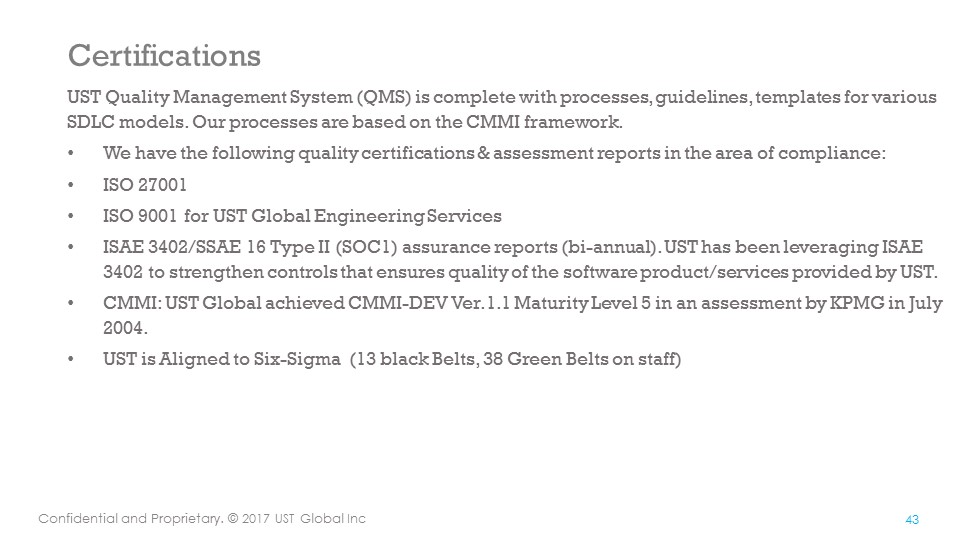 Certifications
UST Quality Management System (QMS) is complete with processes, guidelines, templates for various
SDLC models. Our processes are based on the CMMI framework.
• We have the following quality certifications & assessment reports in the area of compliance:
• ISO 27001
• ISO 9001 for UST Global Engineering Services
• ISAE 3402/SSAE 16 Type II (SOC1) assurance reports (bi-annual). UST has been leveraging ISAE
3402 to strengthen controls that ensures quality of the software product/services provided by UST.
• CMMI: UST Global achieved CMMI-DEV Ver.1.1 Maturity Level 5 in an assessment by KPMG in July
2004.
• UST is Aligned to Six-Sigma (13 black Belts, 38 Green Belts on staff)
Confidential and Proprietary. © 2017 UST Global Inc
43